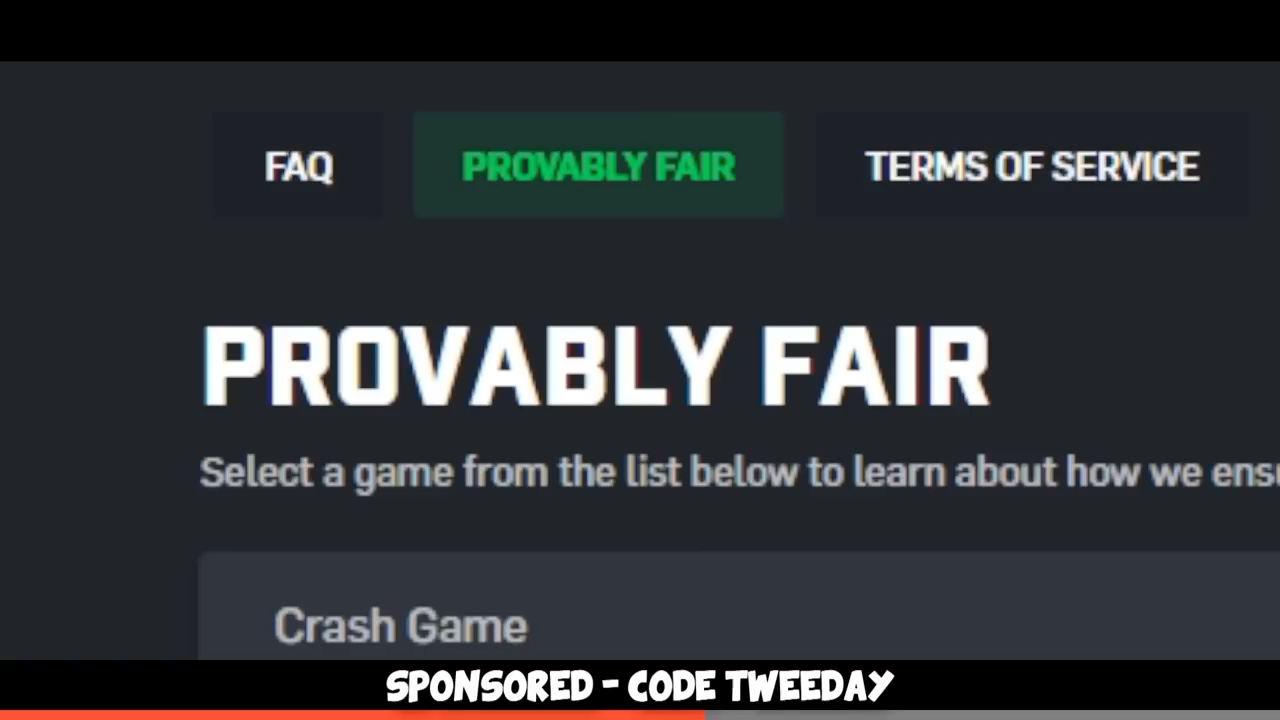 FAQ PROVABLY FAIR TERMS OF SERVICE
PROVABLY FAIR
Select a game from the list below to learn about how we ens
Crash Game
SPONSORED - CODE TWEEDAY